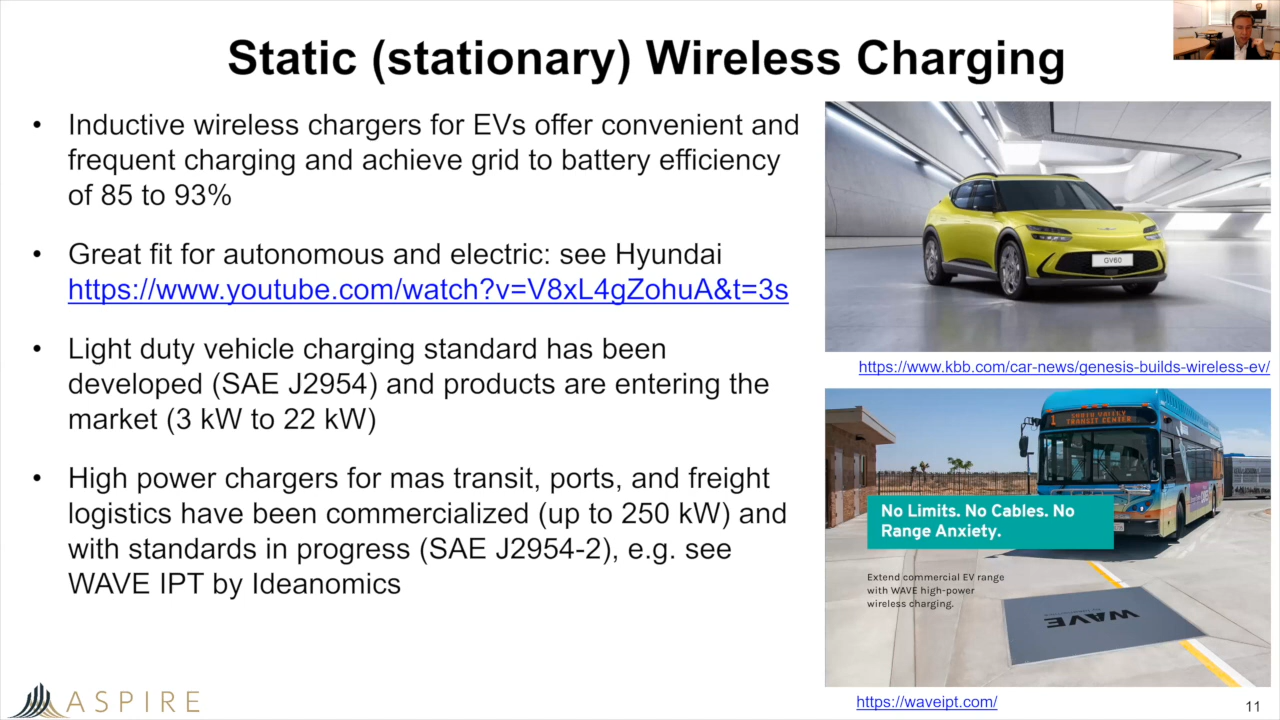 Static (stationary) Wireless Charging
• Inductive wireless chargers for EVs offer convenient and
frequent charging and achieve grid to battery efficiency
of 85 to 93%
• Great fit for autonomous and electric: see Hyundai
https://www.youtube.com/watch?v=V8xL4gZohuA&t=3s
• Light duty vehicle charging standard has been
developed (SAE J2954) and products are entering the
market (3 kW to 22 kW)
• High power chargers for mas transit, ports, and freight
logistics have been commercialized (up to 250 kW) and
with standards in progress (SAE J2954-2), e.g. see
WAVE IPT by Ideanomics
GV60
https://www.kbb.com/car-news/genesis-builds-wireless-ev/
1 SOUTH VALLEY
TRANSIT CENTER
No Limits. No Cables. No
Range Anxiety.
Extend commercial EV range
with WAVE high-power
wireless charging.
WAVE
https://waveipt.com/
ASPIRE
11